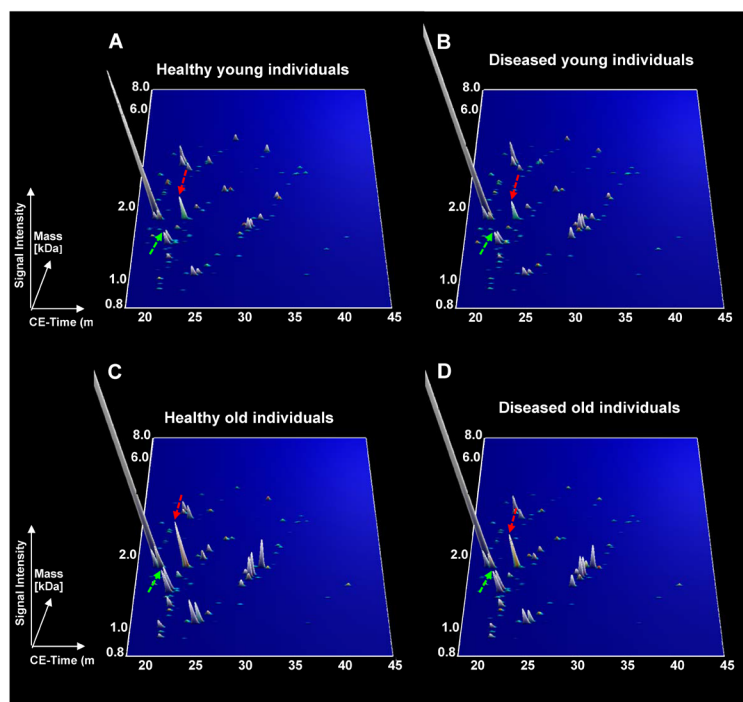 A
Healthy young individuals
8.0
6.0
2.0
1.0
0.8
20 25 30 35 40 45
Signal Intensity
Mass
[kDa]
CE-Time (m
B
Diseased young individuals
8.0
6.0
2.0
1.0
0.8
20 25 30 35 40 45
C
Healthy old individuals
8.0
6.0
2.0
1.0
0.8
20 25 30 35 40 45
Signal Intensity
Mass
[kDa]
CE-Time (m
D
Diseased old individuals
8.0
6.0
2.0
1.0
0.8
20 25 30 35 40 45